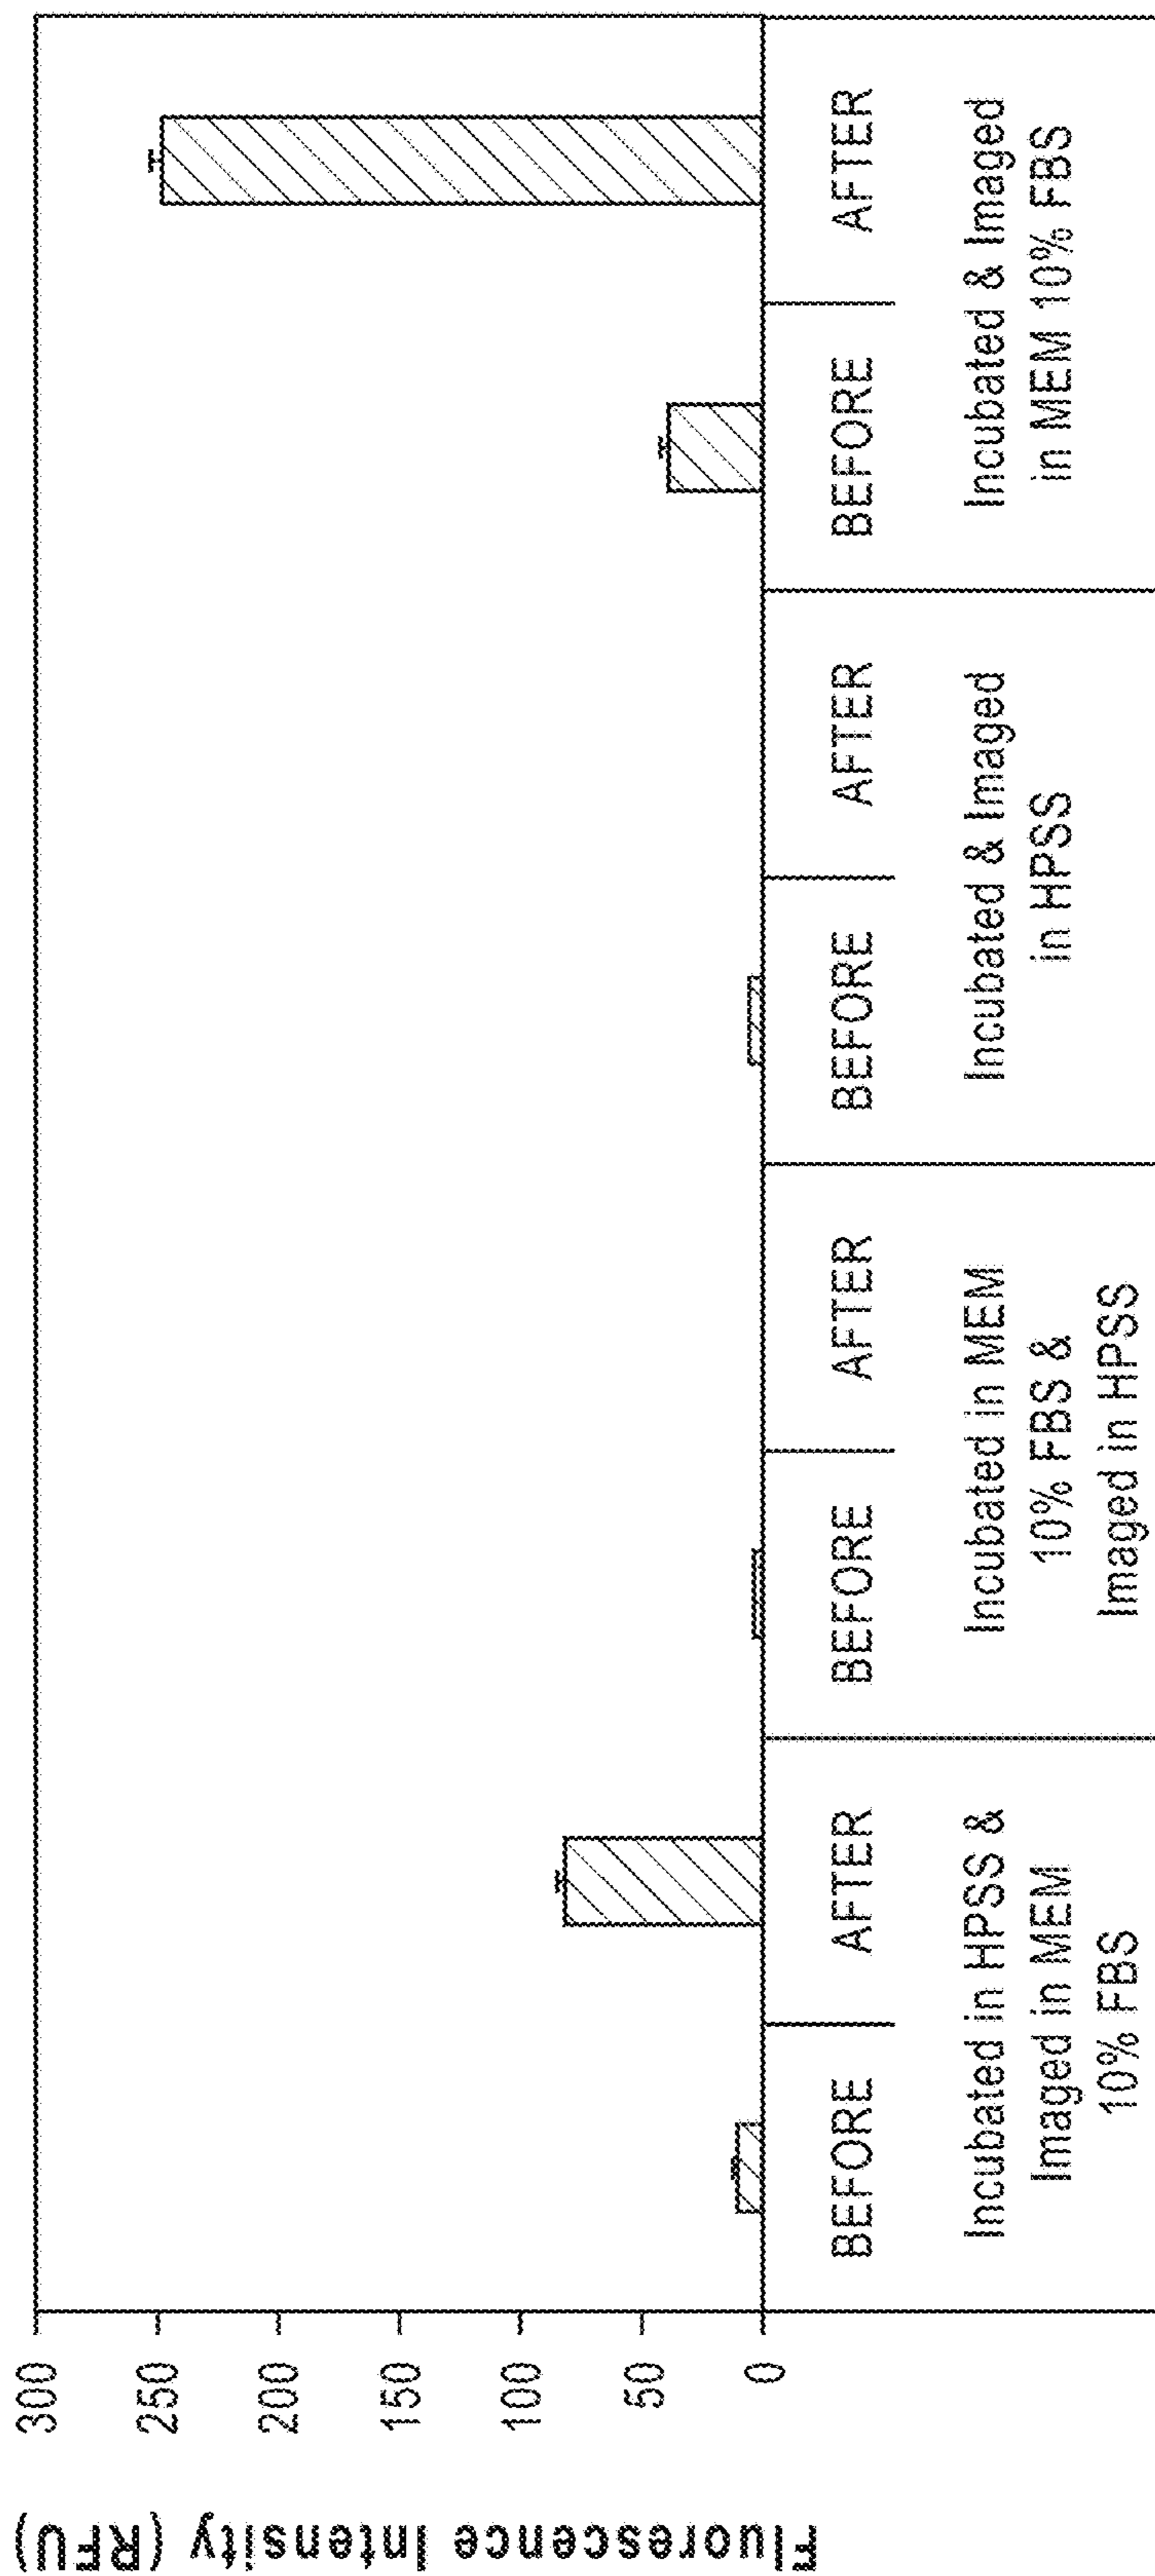 Fluorescence Intensity (RFU)
300
250
200
150
100
50
0
BEFORE
AFTER
BEFORE
AFTER
BEFORE
AFTER
BEFORE
AFTER
Incubated in HPSS &
Imaged in MEM
10% FBS
Incubated in MEM
10% FBS &
Imaged in HPSS
Incubated & Imaged
in HPSS
Incubated & Imaged
in MEM 10% FBS